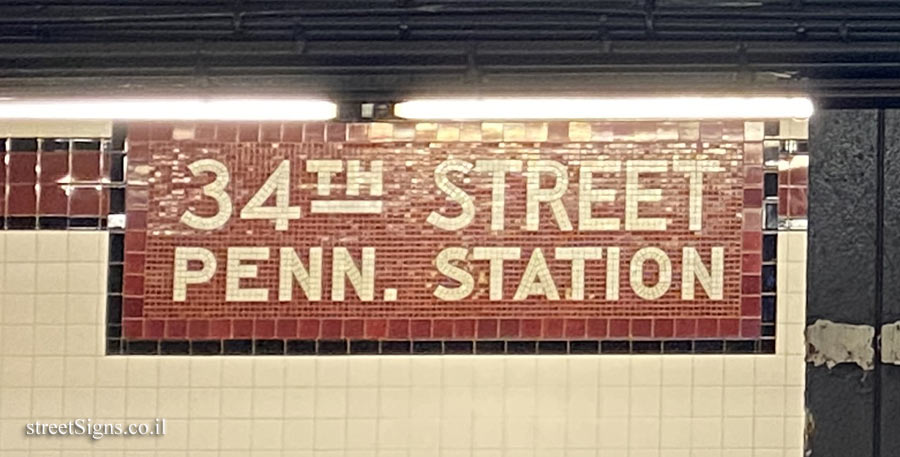 34TH STREET
PENN. STATION
streetSigns.co.il